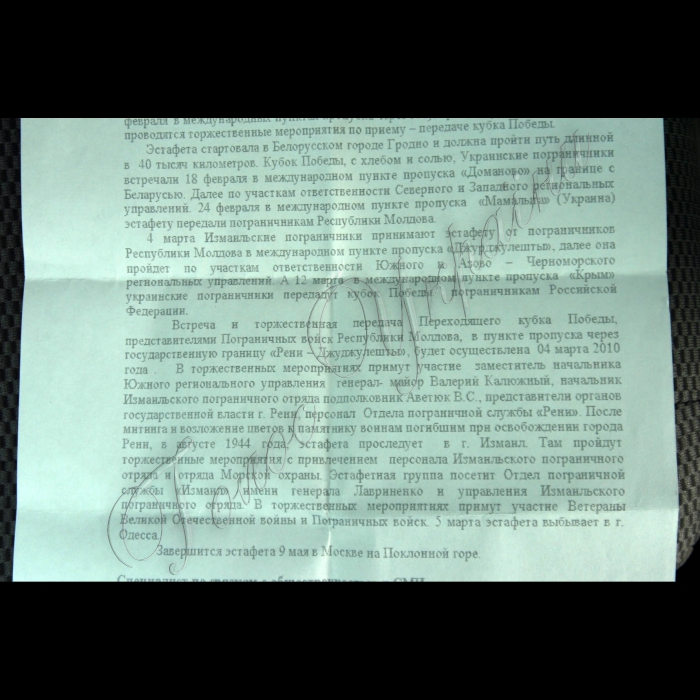 февраля в международных пунктах пропуска
проводятся торжественные мероприятия по приему – передаче кубка Победы.
Эстафета стартовала в Белорусском городе Гродно и должна пройти путь длинной
в 40 тысяч километров. Кубок Победы, с хлебом и солью, Украинские пограничники
встречали 18 февраля в международном пункте пропуска «Доманово» на границе с
Беларусью. Далее по участкам ответственности Северного и Западного региональных
управлений. 24 февраля в международном пункте пропуска «Мамалыга» (Украина)
эстафету передали пограничникам Республики Молдова.
4 марта Измаильские пограничники принимают эстафету от пограничников
Республики Молдова в международном пункте пропуска «Джурджулешты», далее она
пройдет по участкам ответственности Южного и Азово – Черноморского
региональных управлений. А 12 марта в международном пункте пропуска «Крым»
украинские пограничники передадут кубок Победы пограничникам Российской
Федерации.
Встреча и торжественная передача Переходящего кубка Победы,
представителями Пограничных войск Республики Молдова, в пункте пропуска через
государственную границу «Рени – Джуджулешты», будет осуществлена 04 марта 2010
года . В торжественных мероприятиях примут участие заместитель начальника
Южного регионального управления генерал- майор Валерий Калюжный, начальник
Измаильского пограничного отряда подполковник Аветюк В.С., представители органов
государственной власти г. Рени, персонал Отдела пограничной службы «Рени». После
митинга и возложение цветов к памятнику воинам погибшим при освобождении города
Рени, в августе 1944 года, эстафета проследует в г. Измаил. Там пройдут
торжественные мероприятия с привлечением персонала Измаильского пограничного
отряда и отряда Морской охраны. Эстафетная группа посетит Отдел пограничной
службы «Измаил» имени генерала Лавриненко и управления Измаильского
пограничного отряда. В торжественных мероприятиях примут участие Ветераны
Великой Отечественной войны и Пограничных войск. 5 марта эстафета выбывает в г.
Одесса.
Завершится эстафета 9 мая в Москве на Поклонной горе.
Специалист по связям с общественностью СМИ